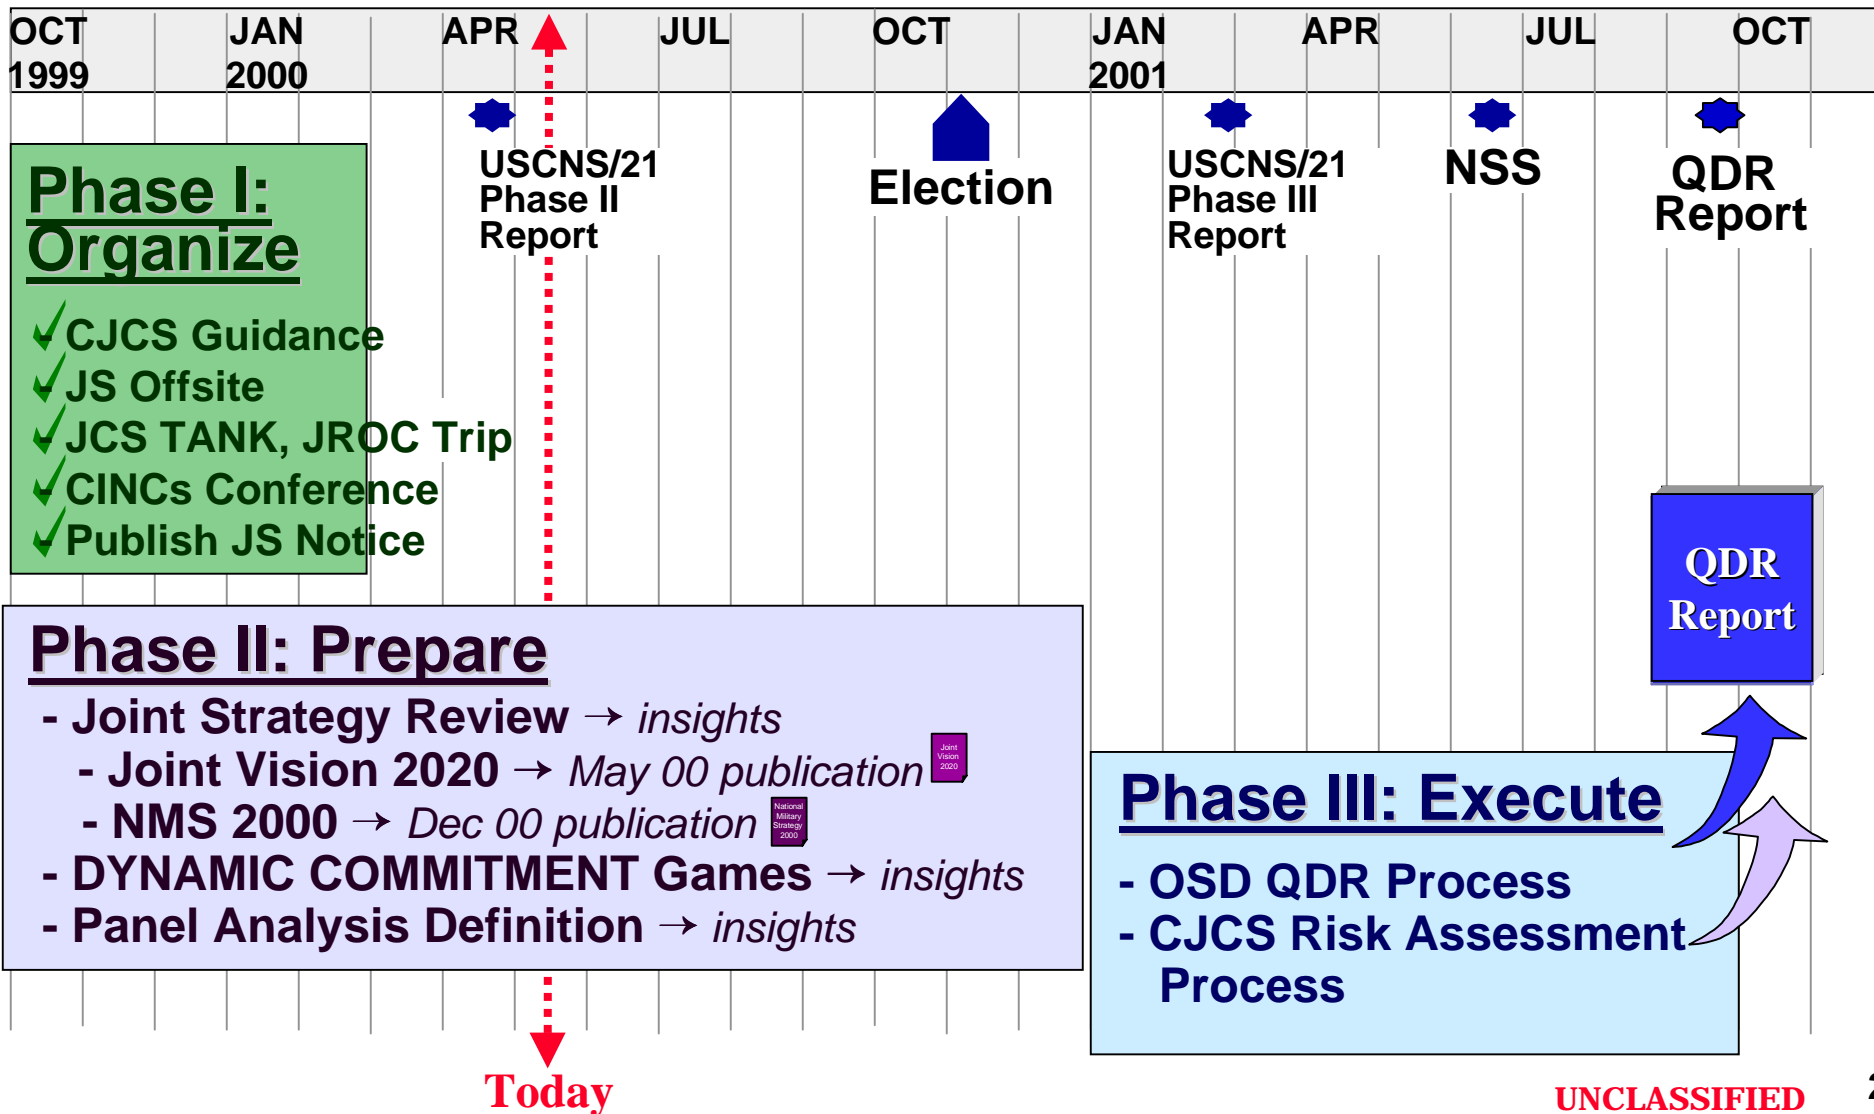 OCT JAN APR JUL OCT JAN APR JUL OCT
1999 2000 2001
USCNS/21
Phase II
Report
Election
USCNS/21
Phase III
Report
NSS
QDR
Report
Phase I:
Organize
- CJCS Guidance
- JS Offsite
- JCS TANK, JROC Trip
- CINCs Conference
- Publish JS Notice
QDR
Report
Phase II: Prepare
- Joint Strategy Review → insights
- Joint Vision 2020 → May 00 publication
Joint
Vision
2020
- NMS 2000 → Dec 00 publication
National
Military
Strategy
2000
- DYNAMIC COMMITMENT Games → insights
- Panel Analysis Definition → insights
Phase III: Execute
- OSD QDR Process
- CJCS Risk Assessment
Process
Today
UNCLASSIFIED